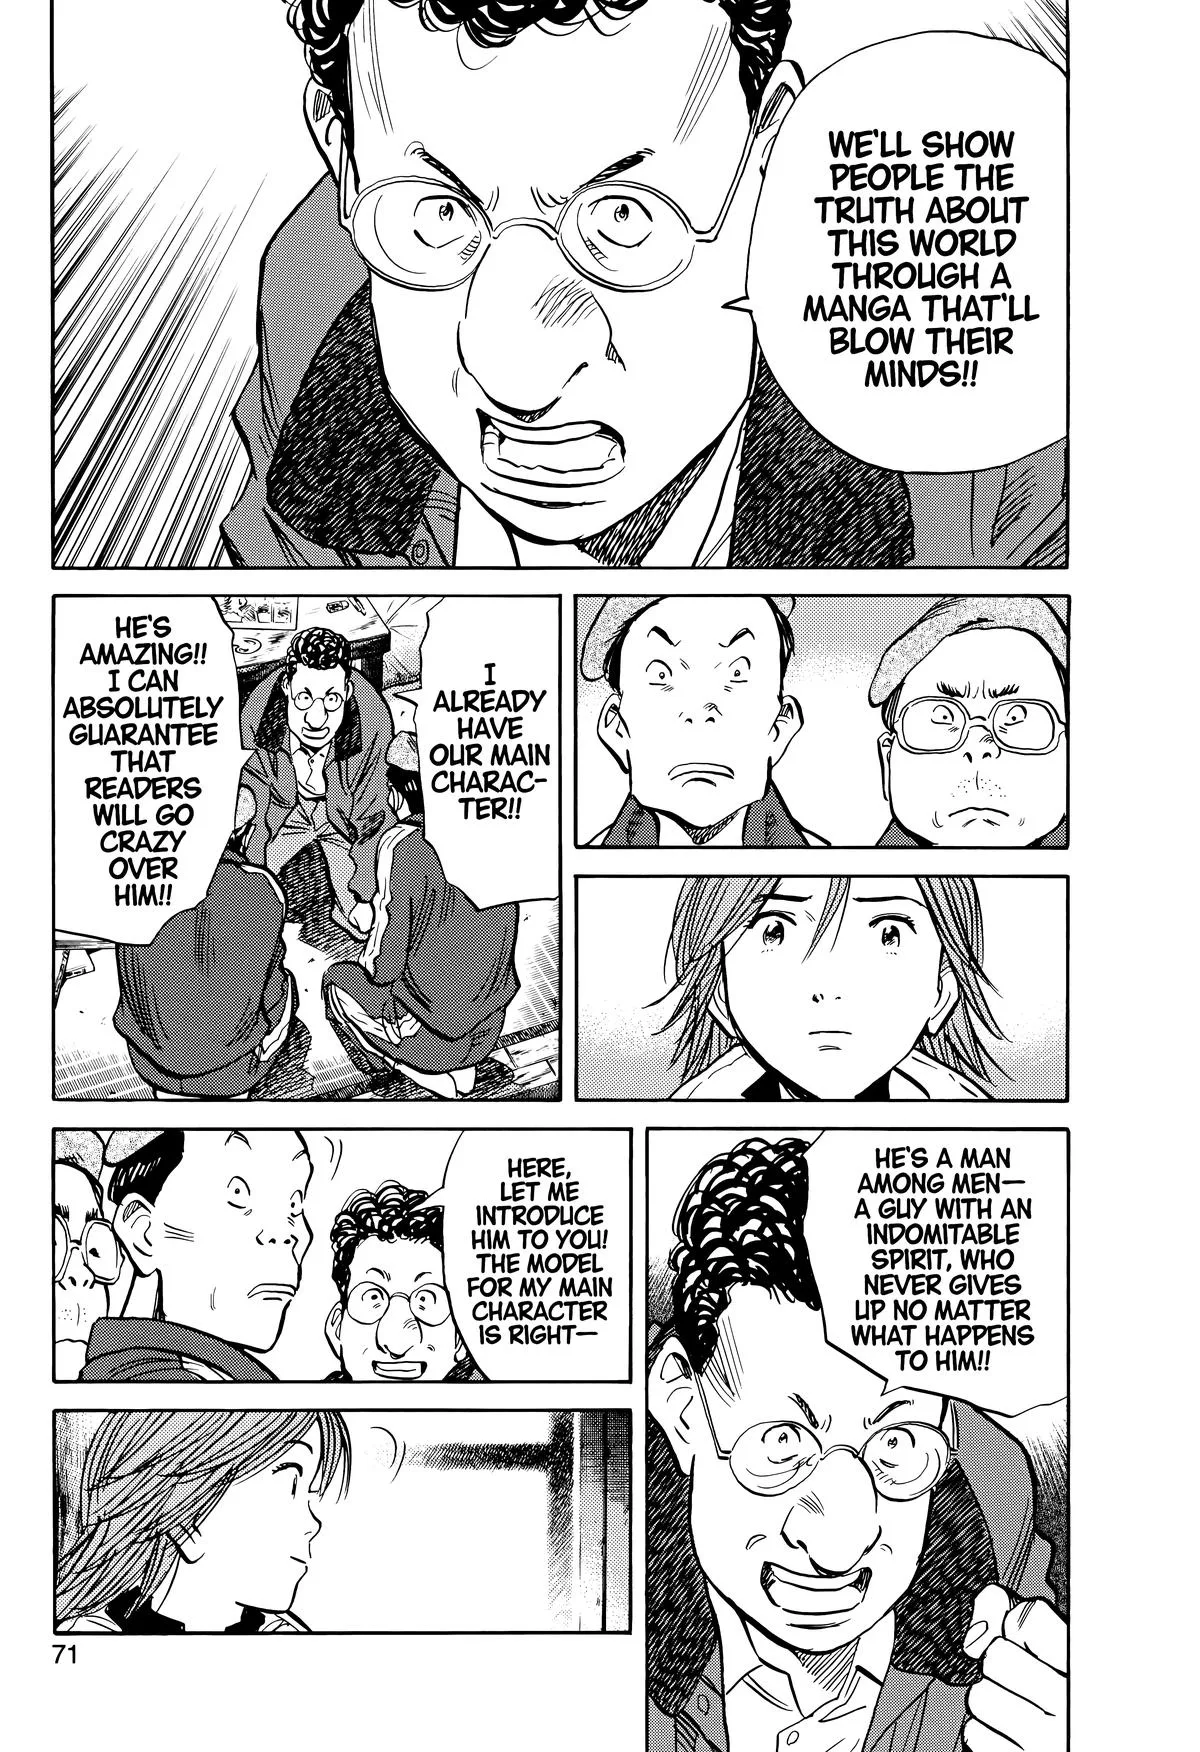 WE'LL SHOW
PEOPLE THE
TRUTH ABOUT
THIS WORLD
THROUGH A
MANGA THAT'LL
BLOW THEIR
MINDS!!
I
ALREADY
HAVE
OUR MAIN
CHARAC-
TER!!
HE'S
AMAZING!!
I CAN
ABSOLUTELY
GUARANTEE
THAT
READERS
WILL GO
CRAZY
OVER
HIM!!
HE'S A MAN
AMONG MEN—
A GUY WITH AN
INDOMITABLE
SPIRIT, WHO
NEVER GIVES
UP NO MATTER
WHAT HAPPENS
TO HIM!!
HERE,
LET ME
INTRODUCE
HIM TO YOU!
THE MODEL
FOR MY MAIN
CHARACTER
IS RIGHT—
71